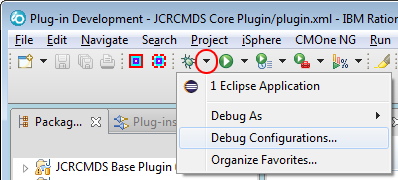 Plug-in Development - JCRCMDS Core Plugin/plugin.xml - IBM Ration
File Edit Navigate Search Project iSphere CMOne NG Run
1 Eclipse Application
Debug As
Debug Configurations...
Organize Favorites...
Packag...
Plug-ins
JCRCMDS Base Plugin (